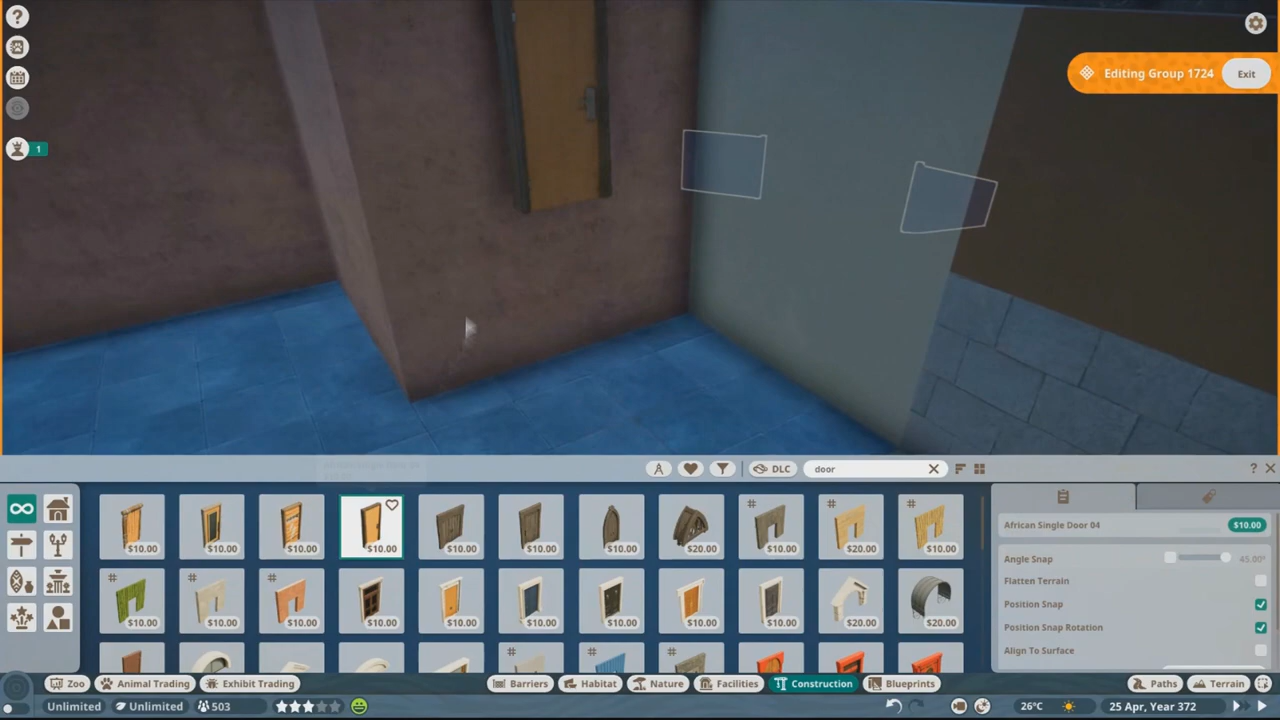 ?
Editing Group 1724 Exit
1
DLC door
?
$10.00 $10.00 $10.00 $10.00 $10.00 $10.00 $10.00 $20.00 $10.00 $20.00 $10.00
$10.00 $10.00 $10.00 $10.00 $10.00 $10.00 $10.00 $10.00 $10.00 $20.00 $20.00
African Single Door 04 $10.00
Angle Snap 45.00°
Flatten Terrain
Position Snap
Position Snap Rotation
Align To Surface
Zoo Animal Trading Exhibit Trading Barriers Habitat Nature Facilities Construction Blueprints Paths Terrain
Unlimited Unlimited 503 26°C 25 Apr, Year 372